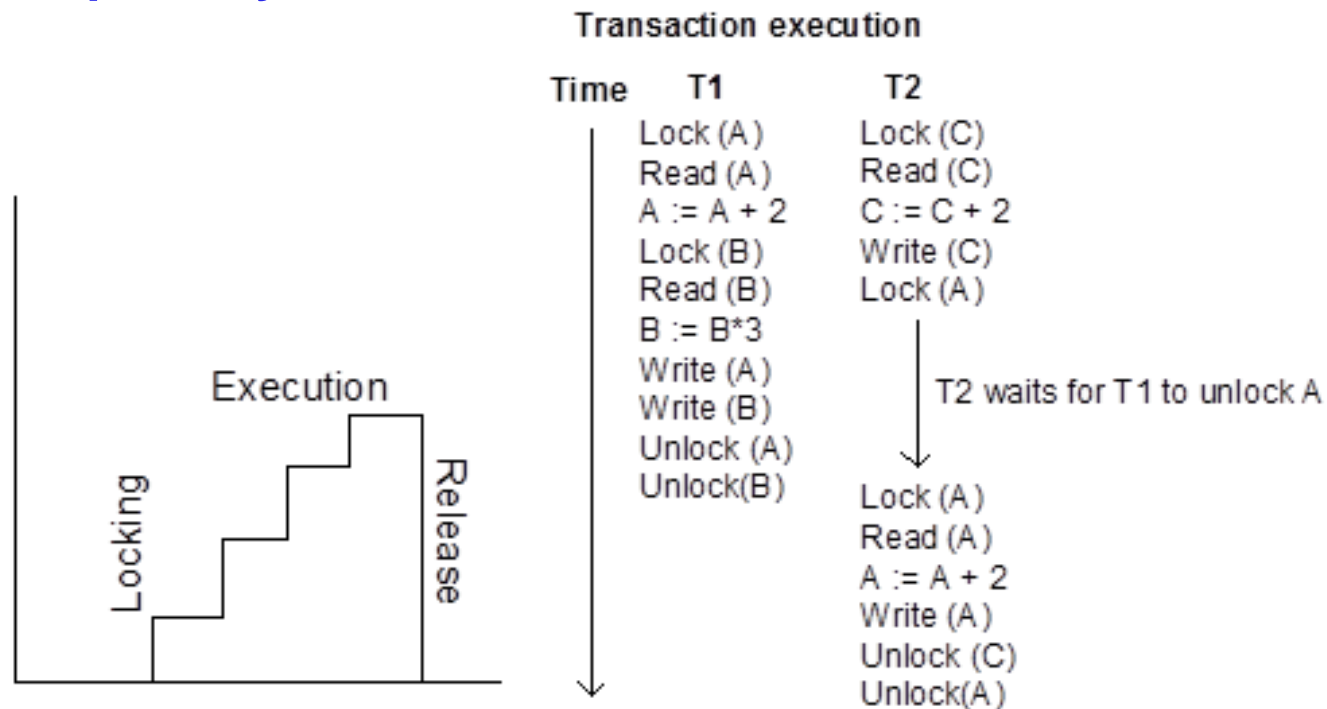 Transaction execution
Time T1 T2
Lock (A) Lock (C)
Read (A) Read (C)
A := A + 2 C := C + 2
Lock (B) Write (C)
Read (B) Lock (A)
B := B*3
Write (A)
Write (B)
Unlock (A)
Unlock(B)
T2 waits for T1 to unlock A
Lock (A)
Read (A)
A := A + 2
Write (A)
Unlock (C)
Unlock(A)
Execution
Locking
Release